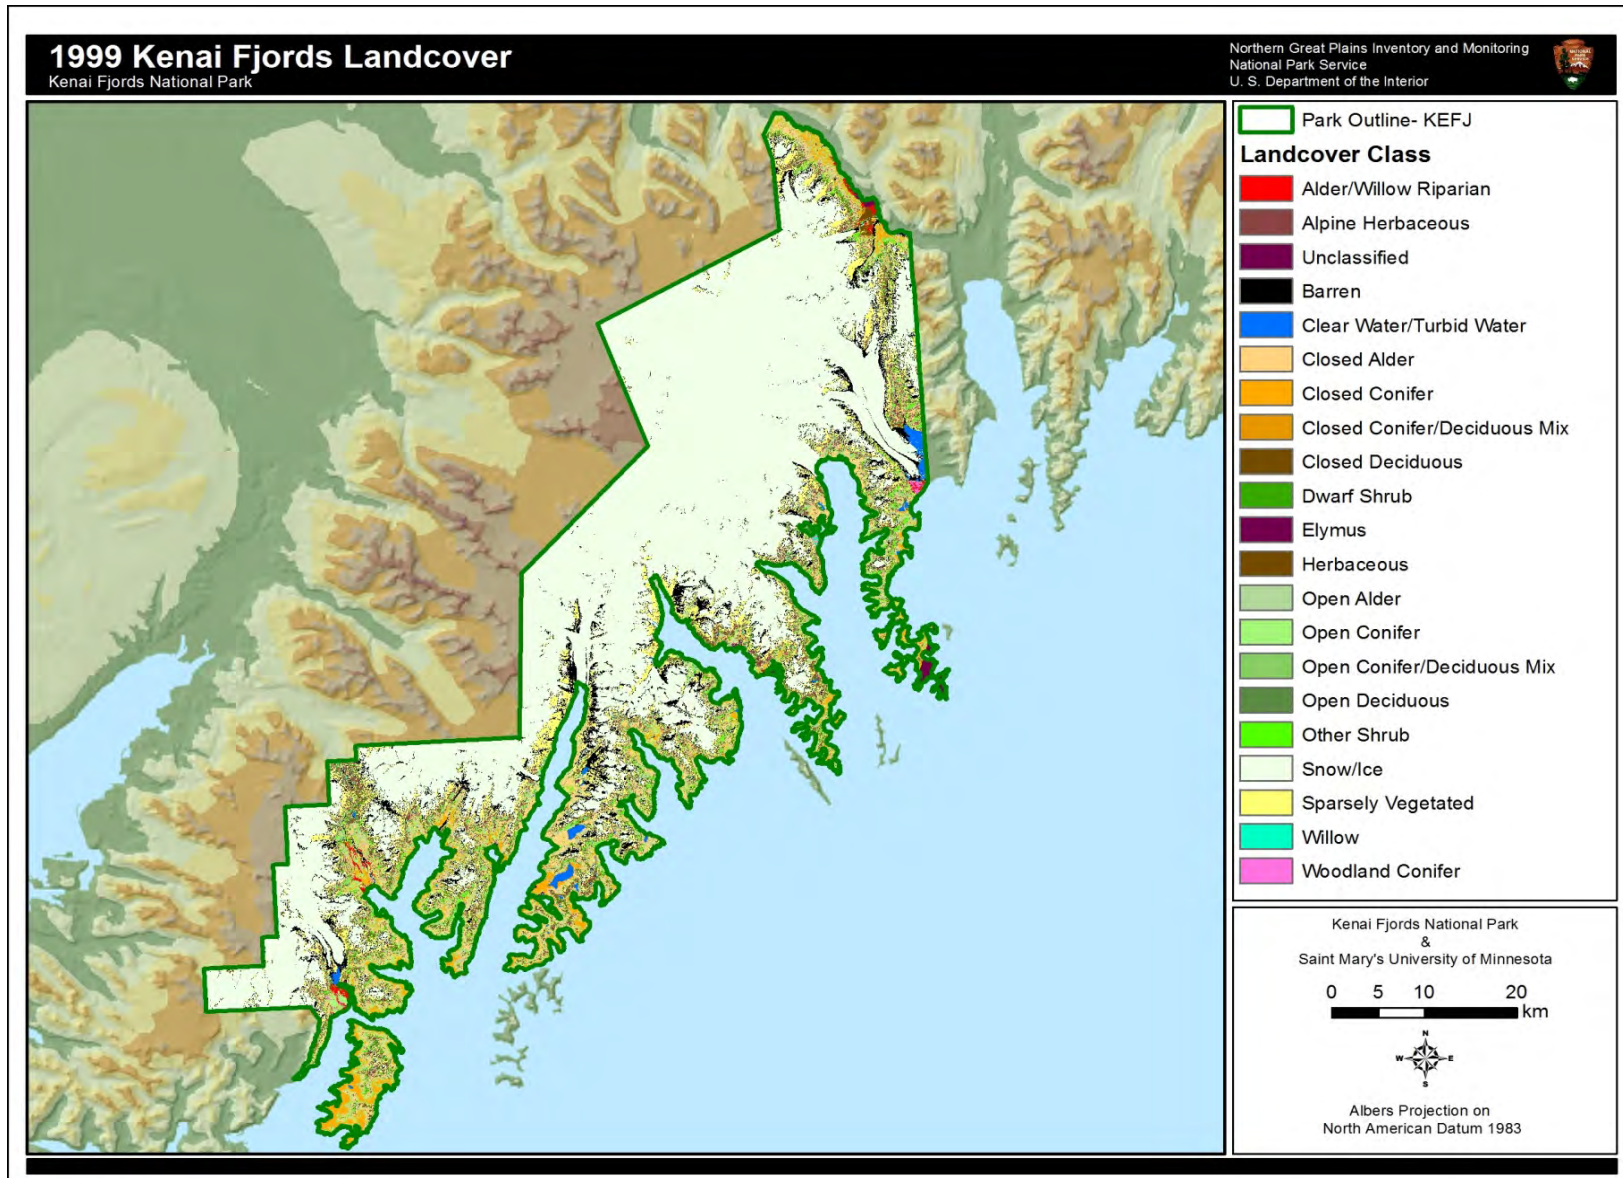 1999 Kenai Fjords Landcover
Kenai Fjords National Park
Northern Great Plains Inventory and Monitoring
National Park Service
U. S. Department of the Interior
Park Outline- KEFJ
Landcover Class
Alder/Willow Riparian
Alpine Herbaceous
Unclassified
Barren
Clear Water/Turbid Water
Closed Alder
Closed Conifer
Closed Conifer/Deciduous Mix
Closed Deciduous
Dwarf Shrub
Elymus
Herbaceous
Open Alder
Open Conifer
Open Conifer/Deciduous Mix
Open Deciduous
Other Shrub
Snow/Ice
Sparsely Vegetated
Willow
Woodland Conifer
Kenai Fjords National Park
&
Saint Mary's University of Minnesota
0 5 10 20
km
N
W E
S
Albers Projection on
North American Datum 1983